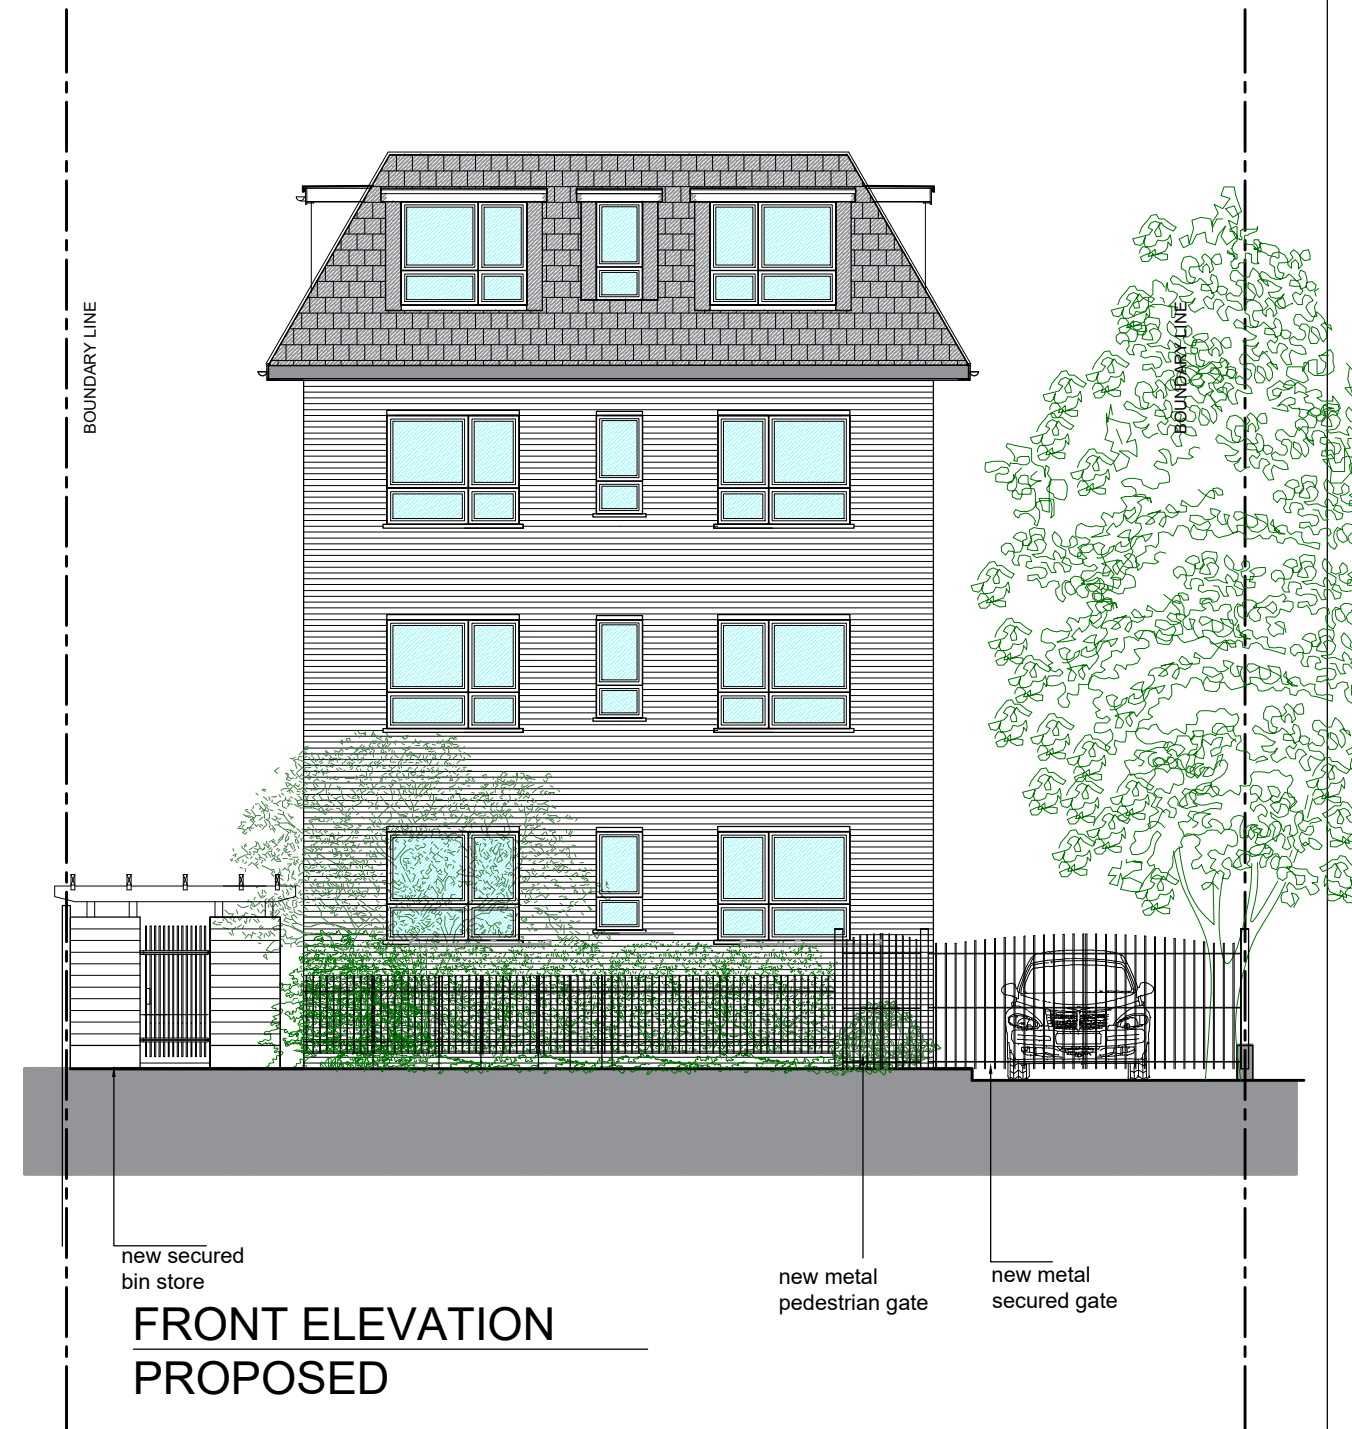 BOUNDARY LINE
BOUNDARY LINE
new secured
bin store
new metal
pedestrian gate
new metal
secured gate
FRONT ELEVATION
PROPOSED